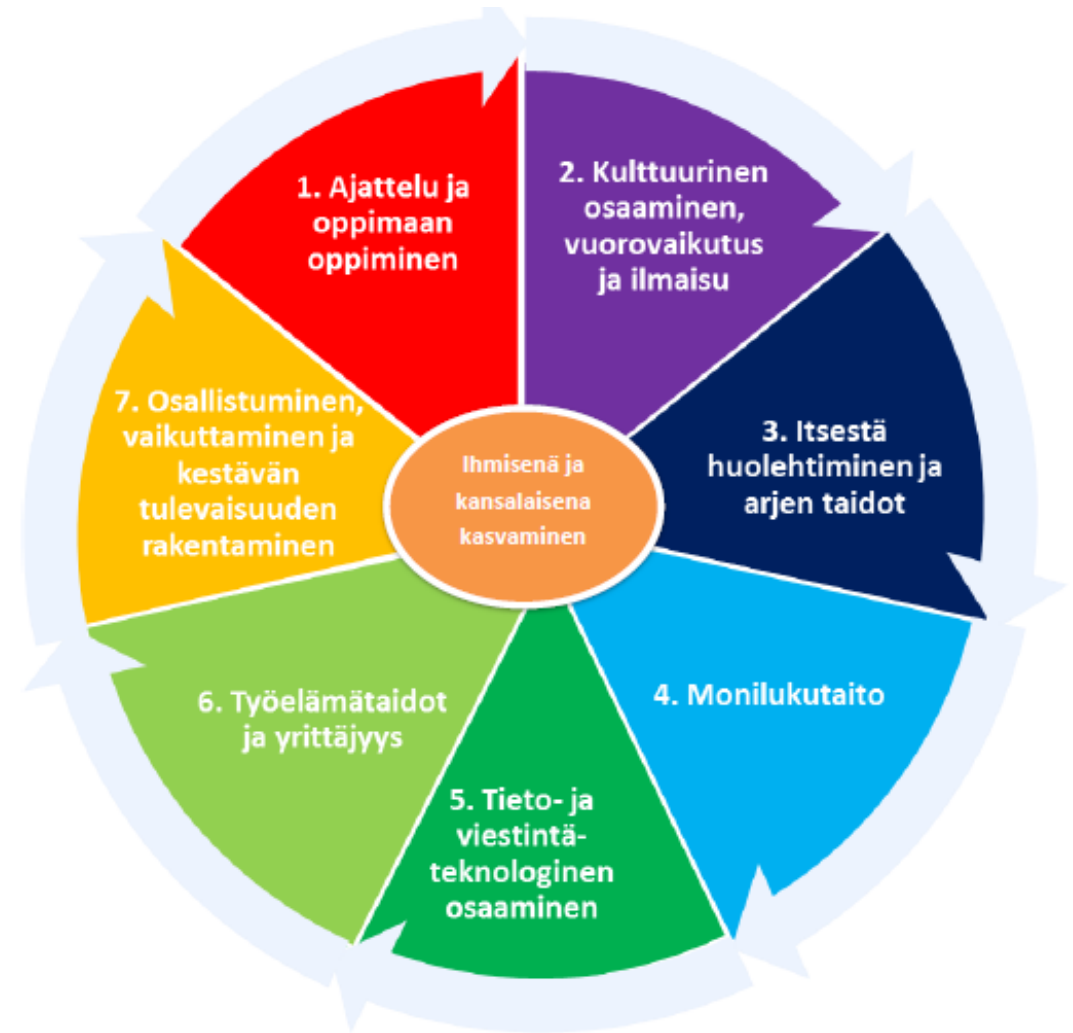 1. Ajattelu ja
oppimaan
oppiminen
2. Kulttuurinen
osaaminen,
vuorovaikutus
ja ilmaisu
3. Itsestä
huolehtiminen ja
arjen taidot
4. Monilukutaito
5. Tieto- ja
viestintä-
teknologinen
osaaminen
6. Työelämätaidot
ja yrittäjyys
7. Osallistuminen,
vaikuttaminen ja
kestävän
tulevaisuuden
rakentaminen
Ihmisenä ja
kansalaisena
kasvaminen